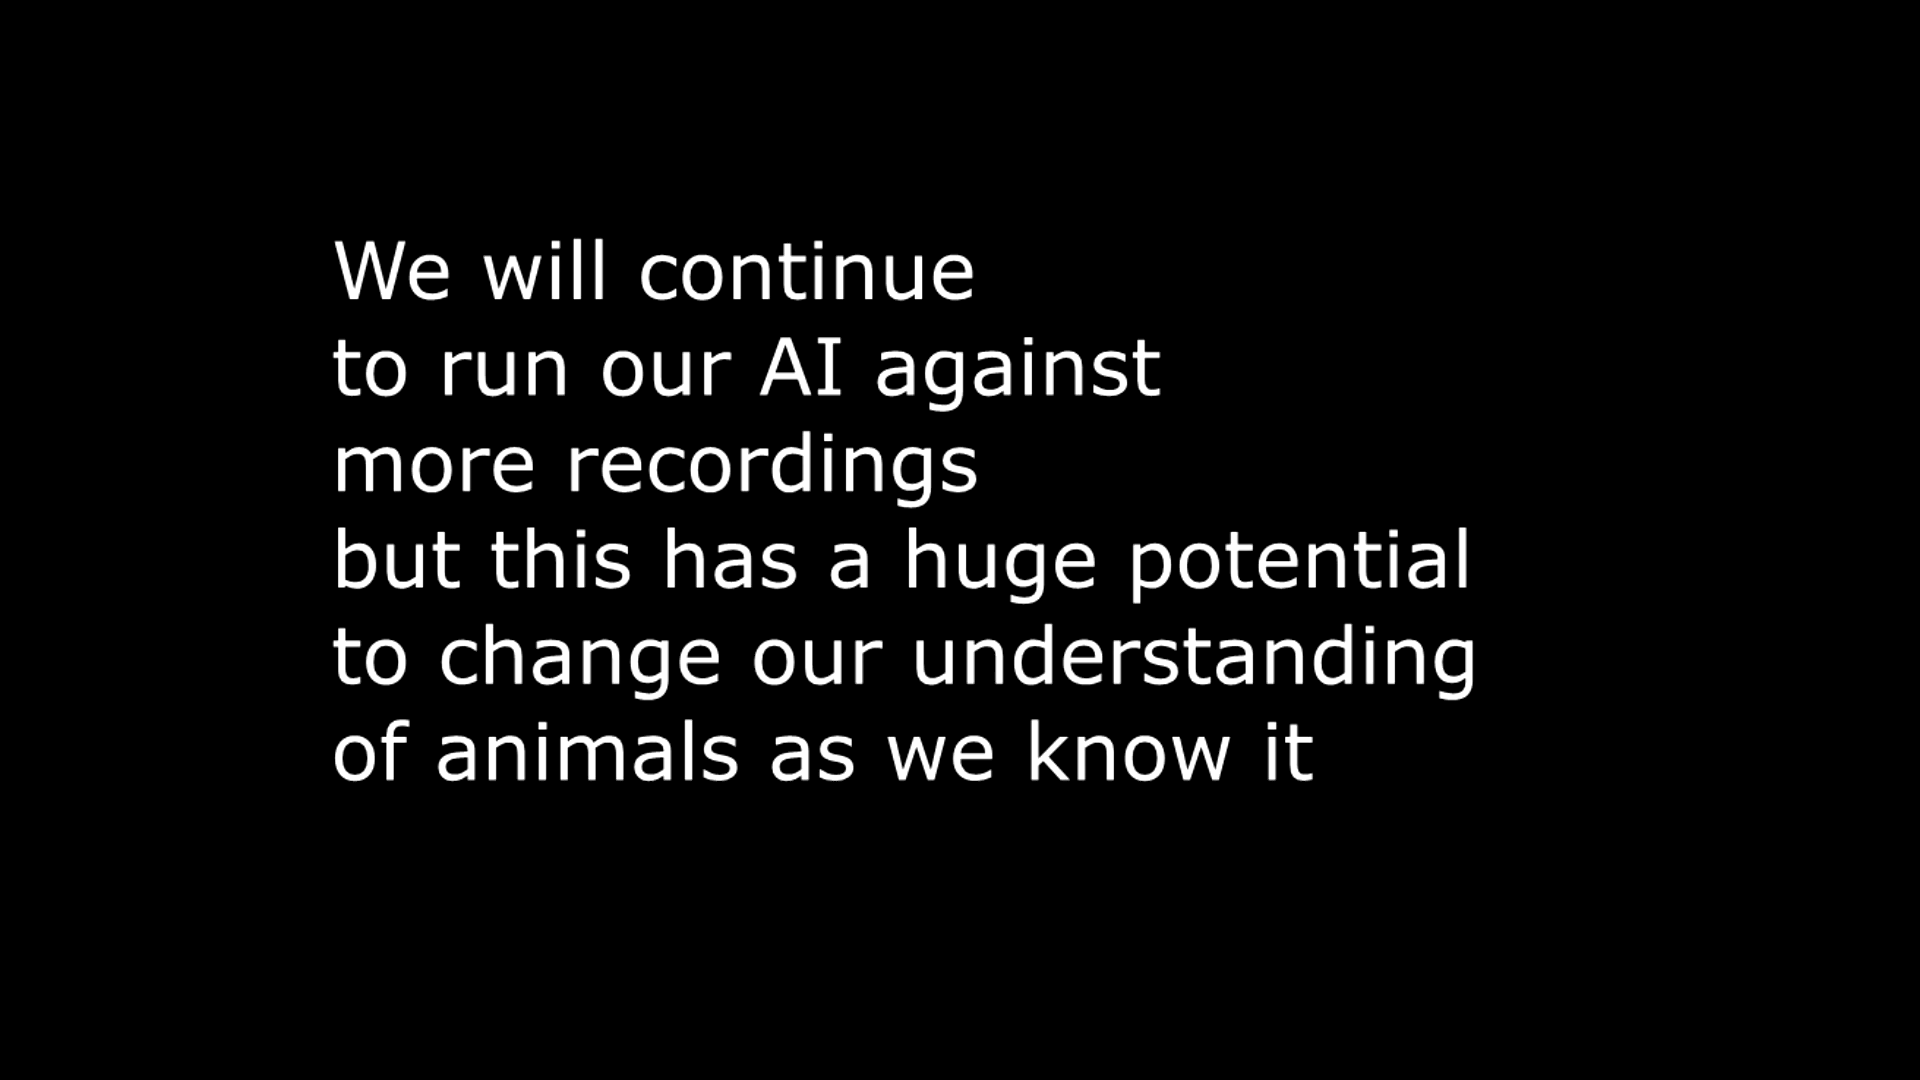 We will continue
to run our AI against
more recordings
but this has a huge potential
to change our understanding
of animals as we know it